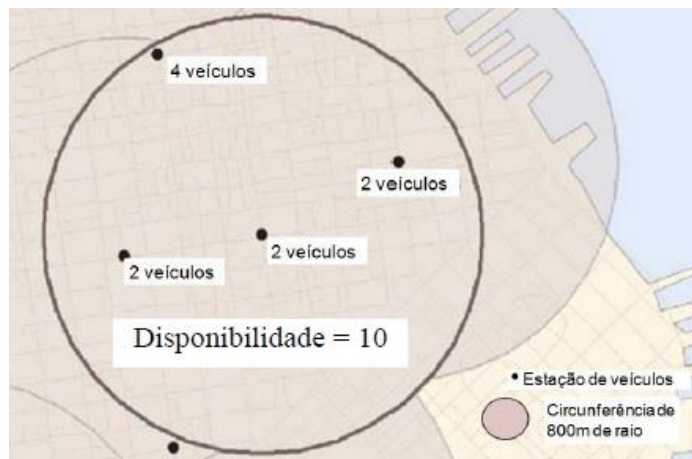 4 veículos
2 veículos
2 veículos
2 veículos
Disponibilidade = 10
Estação de veículos
Circunferência de
800m de raio